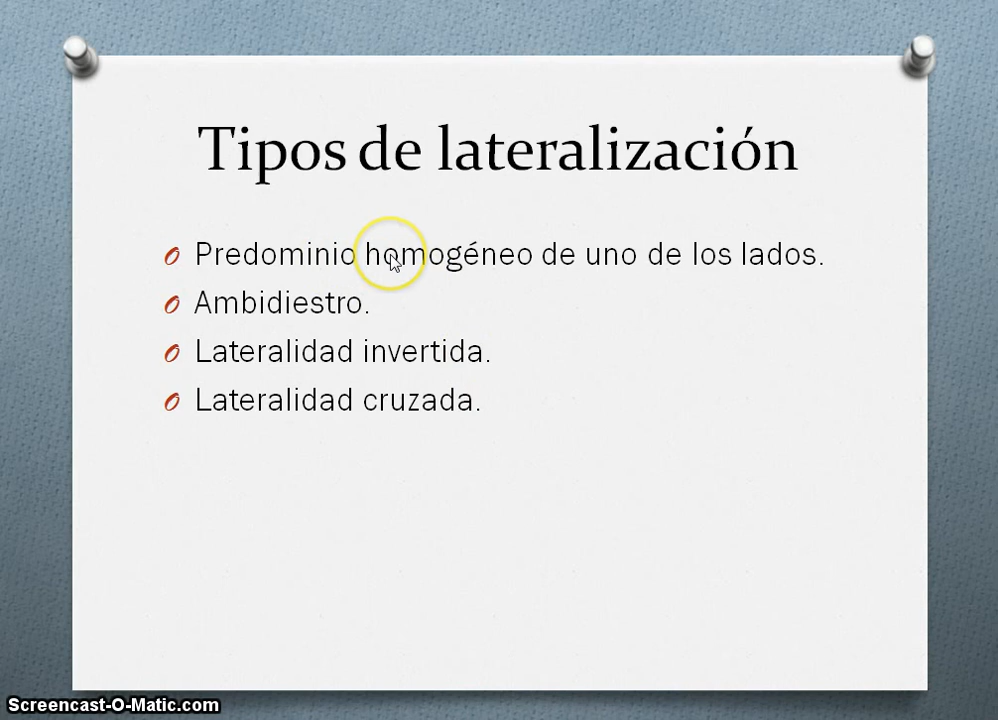 Tipos de lateralización
Predominio homogéneo de uno de los lados.
Ambidiestro.
Lateralidad invertida.
Lateralidad cruzada.
Screencast-O-Matic.com